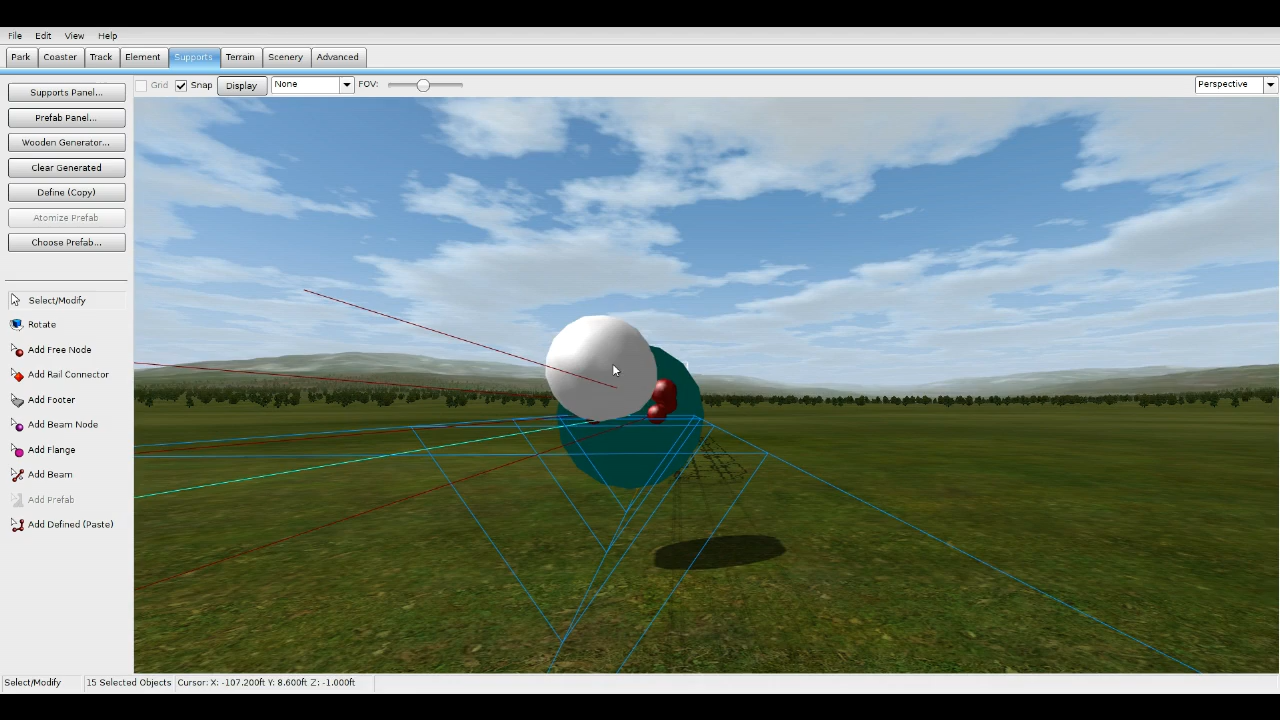 File Edit View Help
Park Coaster Track Element Supports Terrain Scenery Advanced
Grid Snap Display None FOV: Perspective
Supports Panel...
Prefab Panel...
Wooden Generator...
Clear Generated
Define (Copy)
Atomize Prefab
Choose Prefab...
Select/Modify
Rotate
Add Free Node
Add Rail Connector
Add Footer
Add Beam Node
Add Flange
Add Beam
Add Prefab
Add Defined (Paste)
Select/Modify 15 Selected Objects Cursor: X: -107.200ft Y: 8.600ft Z: -1.000ft